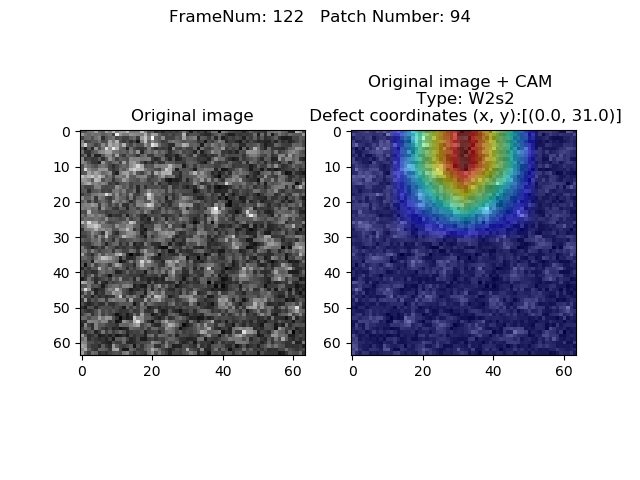 FrameNum: 122   Patch Number: 94
Original image
0
10
20
30
40
50
60
0 20 40 60
Original image + CAM
Type: W2s2
Defect coordinates (x, y):[(0.0, 31.0)]
0
10
20
30
40
50
60
0 20 40 60